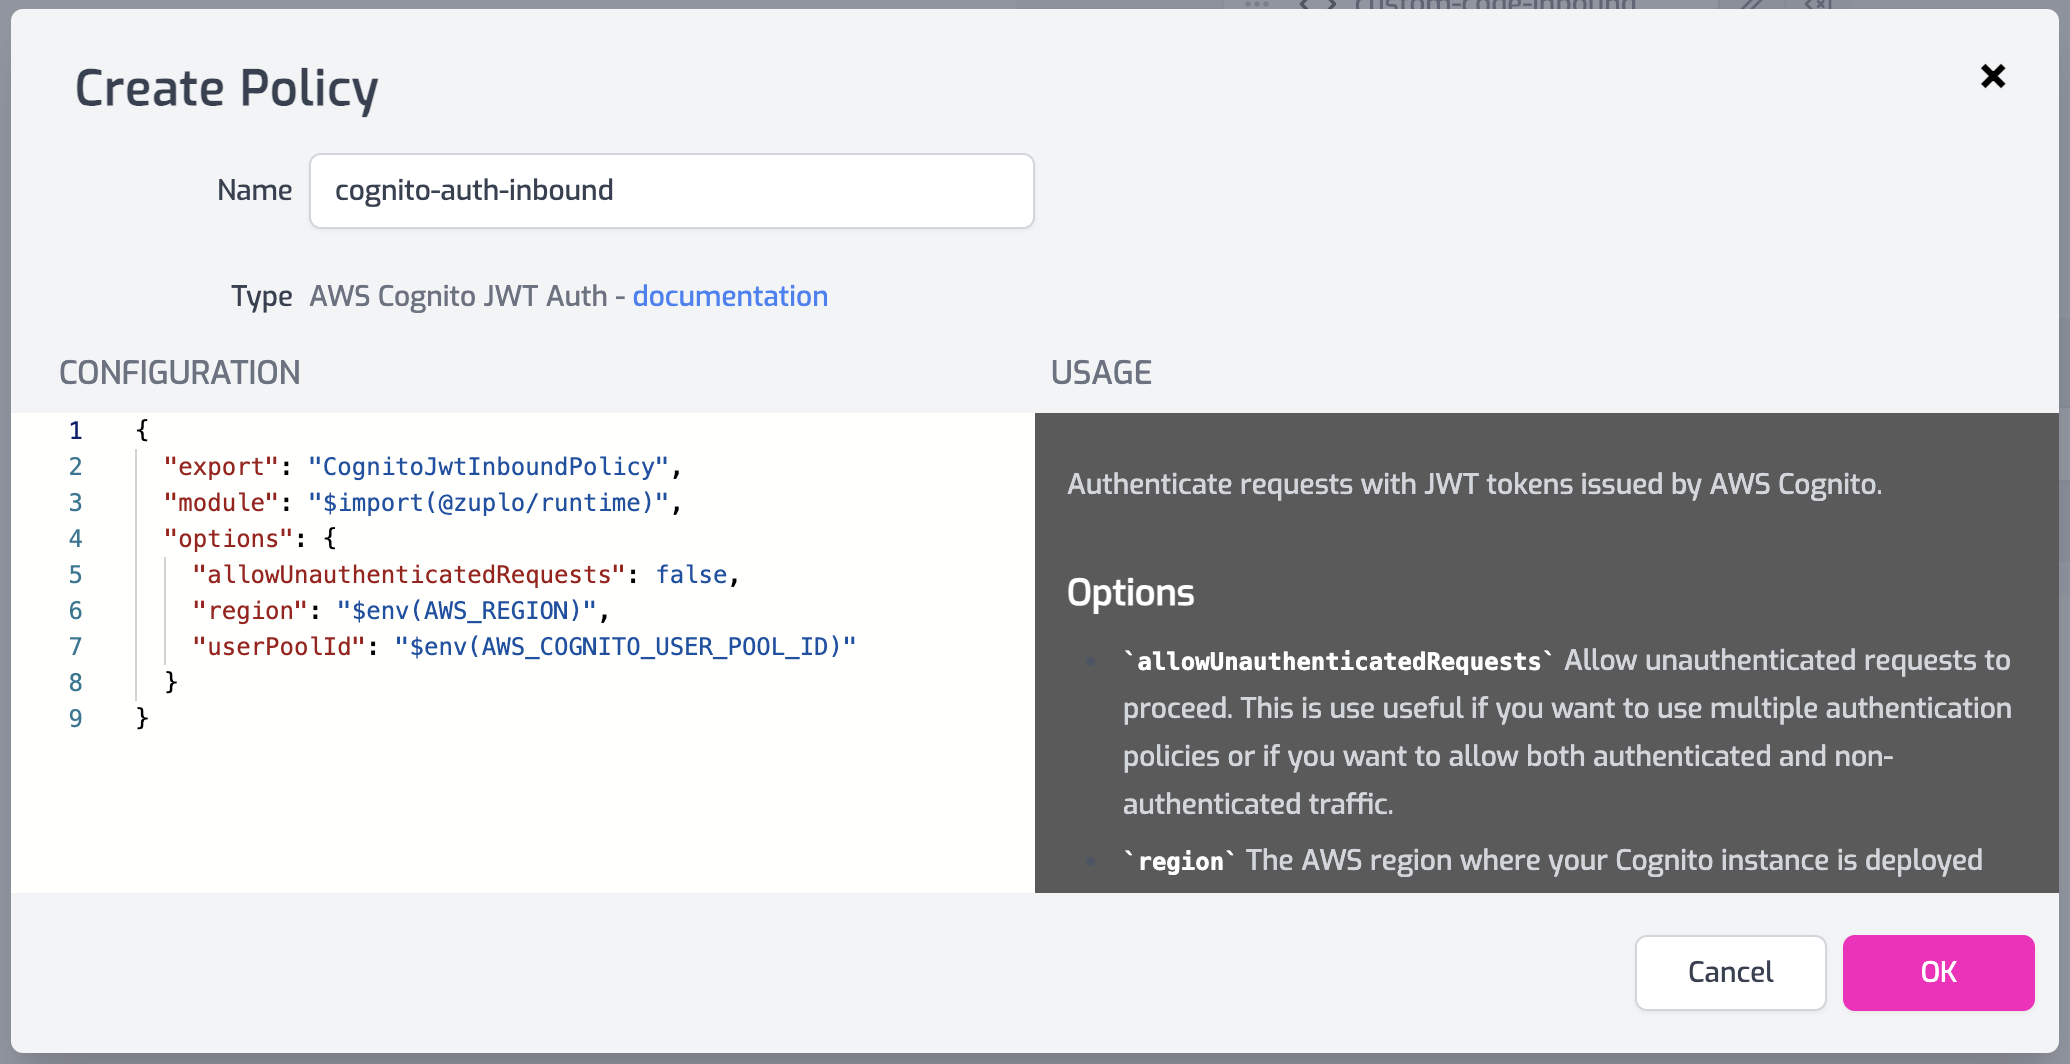 custom-code-inbound
Create Policy
Name cognito-auth-inbound
Type AWS Cognito JWT Auth - documentation
CONFIGURATION
1 {
2 "export": "CognitoJwtInboundPolicy",
3 "module": "$import(@zuplo/runtime)",
4 "options": {
5 "allowUnauthenticatedRequests": false,
6 "region": "$env(AWS_REGION)",
7 "userPoolId": "$env(AWS_COGNITO_USER_POOL_ID)"
8 }
9 }
USAGE
Authenticate requests with JWT tokens issued by AWS Cognito.
Options
• `allowUnauthenticatedRequests` Allow unauthenticated requests to
proceed. This is use useful if you want to use multiple authentication
policies or if you want to allow both authenticated and non-
authenticated traffic.
• `region` The AWS region where your Cognito instance is deployed
Cancel OK